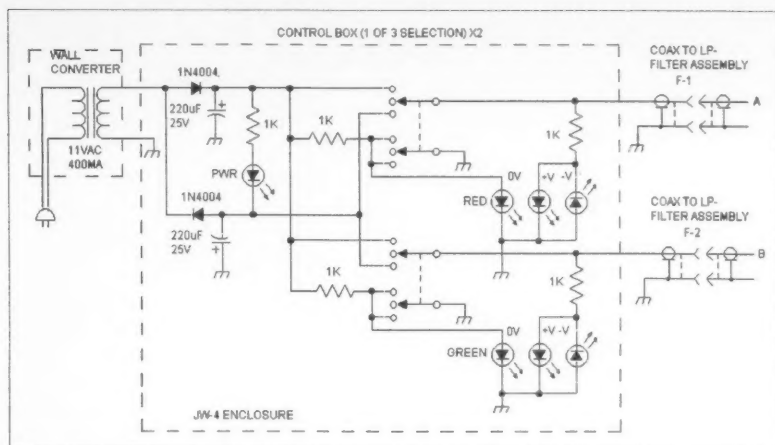 CONTROL BOX (1 OF 3 SELECTION) X2
WALL
CONVERTER
11VAC
400MA
1N4004
220uF
25V
1K
PWR
1N4004
220uF
25V
1K
1K
0V
+V -V
RED
COAX TO LP-
FILTER ASSEMBLY
F-1
A
1K
1K
0V
+V -V
GREEN
COAX TO LP-
FILTER ASSEMBLY
F-2
B
JW-4 ENCLOSURE